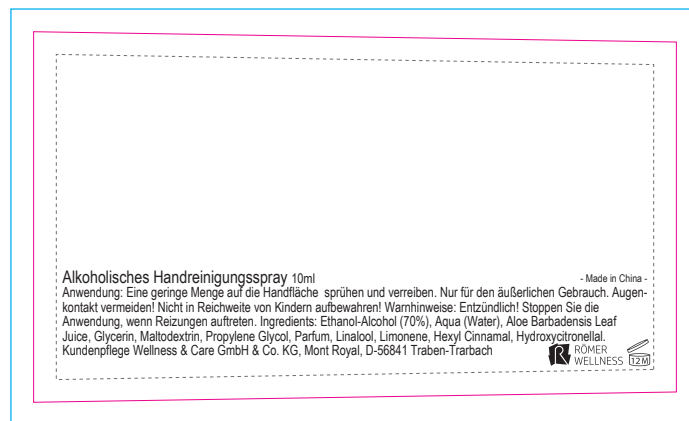 Alkoholisches Handreinigungsspray 10ml - Made in China -
Anwendung: Eine geringe Menge auf die Handfläche sprühen und verreiben. Nur für den äußerlichen Gebrauch. Augen-
kontakt vermeiden! Nicht in Reichweite von Kindern aufbewahren! Warnhinweise: Entzündlich! Stoppen Sie die
Anwendung, wenn Reizungen auftreten. Ingredients: Ethanol-Alcohol (70%), Aqua (Water), Aloe Barbadensis Leaf
Juice, Glycerin, Maltodextrin, Propylene Glycol, Parfum, Linalool, Limonene, Hexyl Cinnamal, Hydroxycitronellal.
Kundenpflege Wellness & Care GmbH & Co. KG, Mont Royal, D-56841 Traben-Trarbach
R RÖMER
WELLNESS
12M